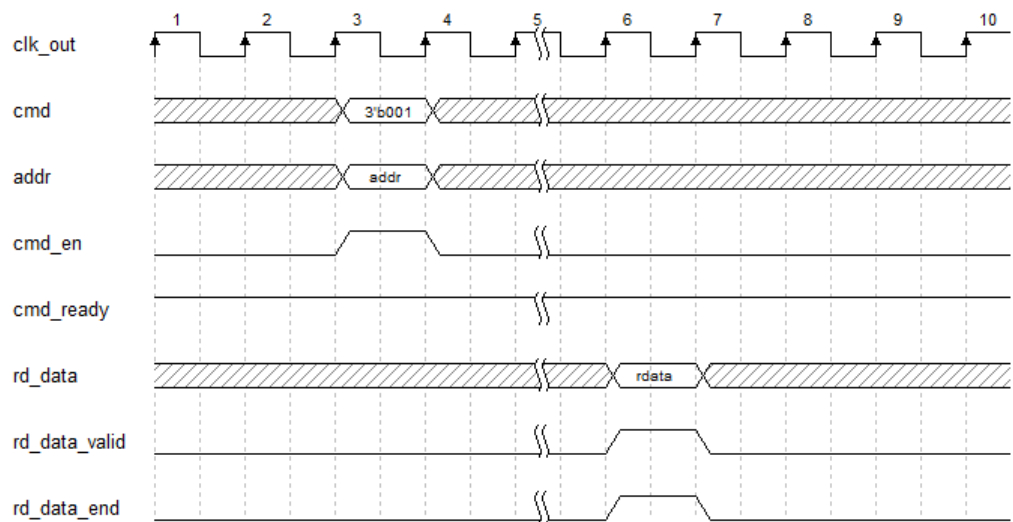 1 2 3 4 5 6 7 8 9 10
clk_out
cmd 3'b001
addr addr
cmd_en
cmd_ready
rd_data rdata
rd_data_valid
rd_data_end